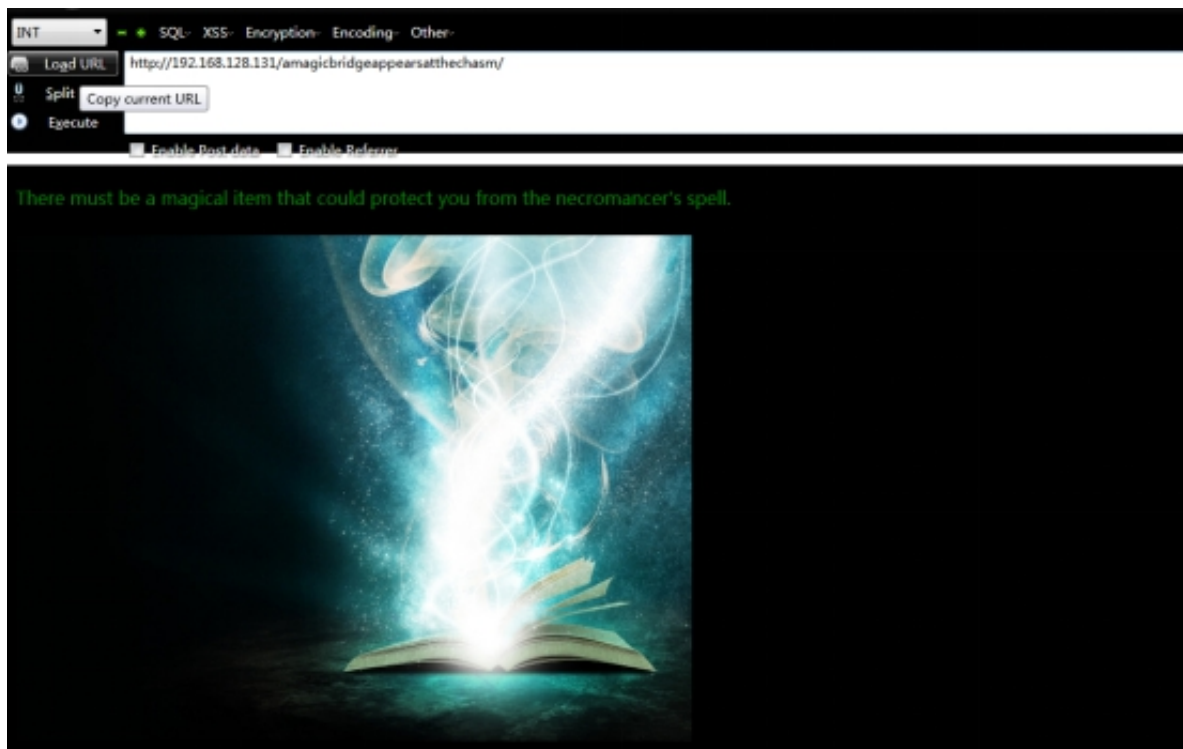 INT SQL- XSS- Encryption- Encoding- Other-
Load URL http://192.168.128.131/amagicbridgeappearsatthechasm/
Split Copy current URL
Execute
Enable Post data Enable Referrer
There must be a magical item that could protect you from the necromancer's spell.